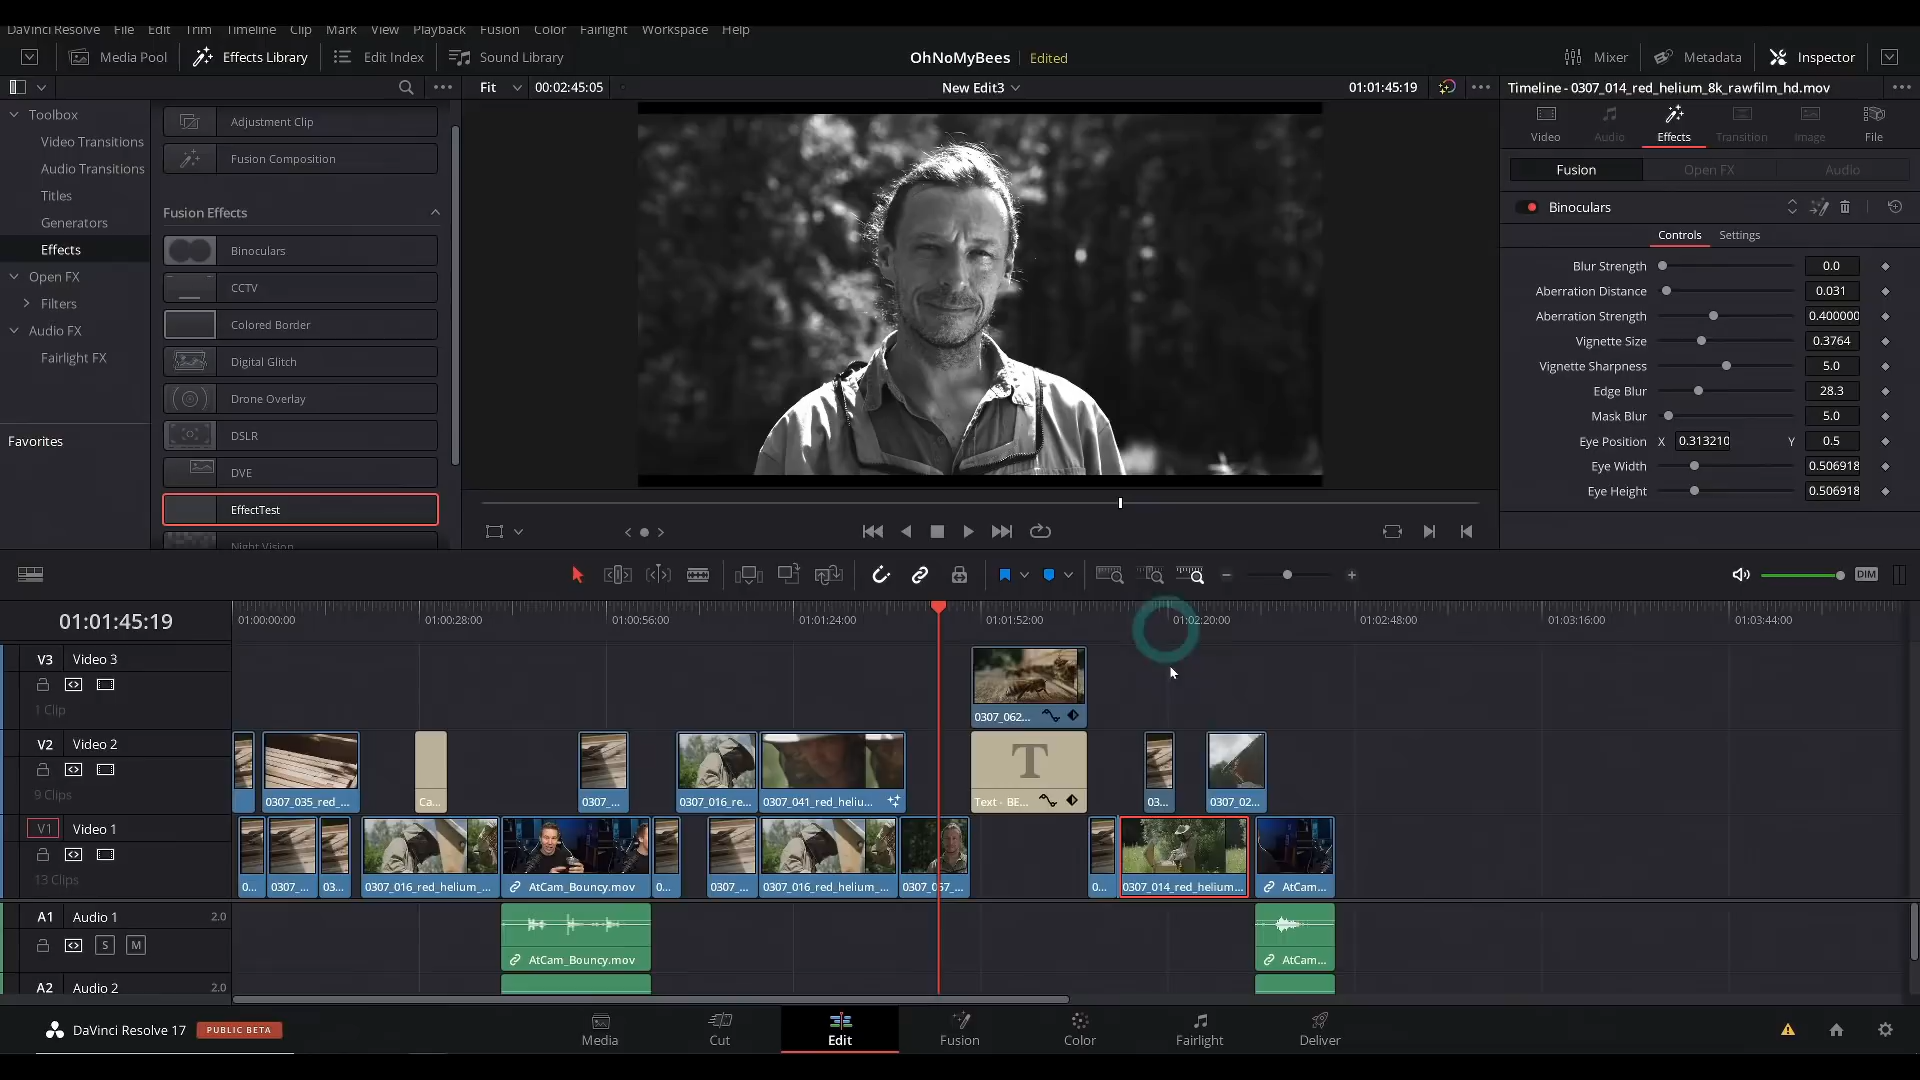 DaVinci Resolve File Edit Trim Timeline Clip Mark View Playback Fusion Color Fairlight Workspace Help
Media Pool Effects Library Edit Index Sound Library OhNoMyBees Edited Mixer Metadata Inspector
Fit 00:02:45:05 New Edit3 01:01:45:19 Timeline - 0307_014_red_helium_8k_rawfilm_hd.mov
Toolbox
Video Transitions
Audio Transitions
Titles
Generators
Effects
Open FX
Filters
Audio FX
Fairlight FX
Favorites
Adjustment Clip
Fusion Composition
Fusion Effects
Binoculars
CCTV
Colored Border
Digital Glitch
Drone Overlay
DSLR
DVE
EffectTest
Night Vision
Video Audio Effects Transition Image File
Fusion Open FX Audio
Binoculars
Controls Settings
Blur Strength 0.0
Aberration Distance 0.031
Aberration Strength 0.400000
Vignette Size 0.3764
Vignette Sharpness 5.0
Edge Blur 28.3
Mask Blur 5.0
Eye Position X 0.313210 Y 0.5
Eye Width 0.506918
Eye Height 0.506918
DIM
01:01:45:19 01:00:00:00 01:00:28:00 01:00:56:00 01:01:24:00 01:01:52:00 01:02:20:00 01:02:48:00 01:03:16:00 01:03:44:00
V3 Video 3
1 Clip
0307_062...
V2 Video 2
9 Clips
T
0307_035_red_... Ca... 0307_... 0307_016_re... 0307_041_red_heliu... Text - BE... 03... 0307_02...
V1 Video 1
13 Clips
0... 0307_... 03... 0307_016_red_helium_... AtCam_Bouncy.mov 0... 0307_... 0307_016_red_helium_... 0307_057_... 0... 0307_014_red_helium... AtCam...
A1 Audio 1 2.0
S M
AtCam_Bouncy.mov AtCam...
A2 Audio 2 2.0
DaVinci Resolve 17 PUBLIC BETA Media Cut Edit Fusion Color Fairlight Deliver